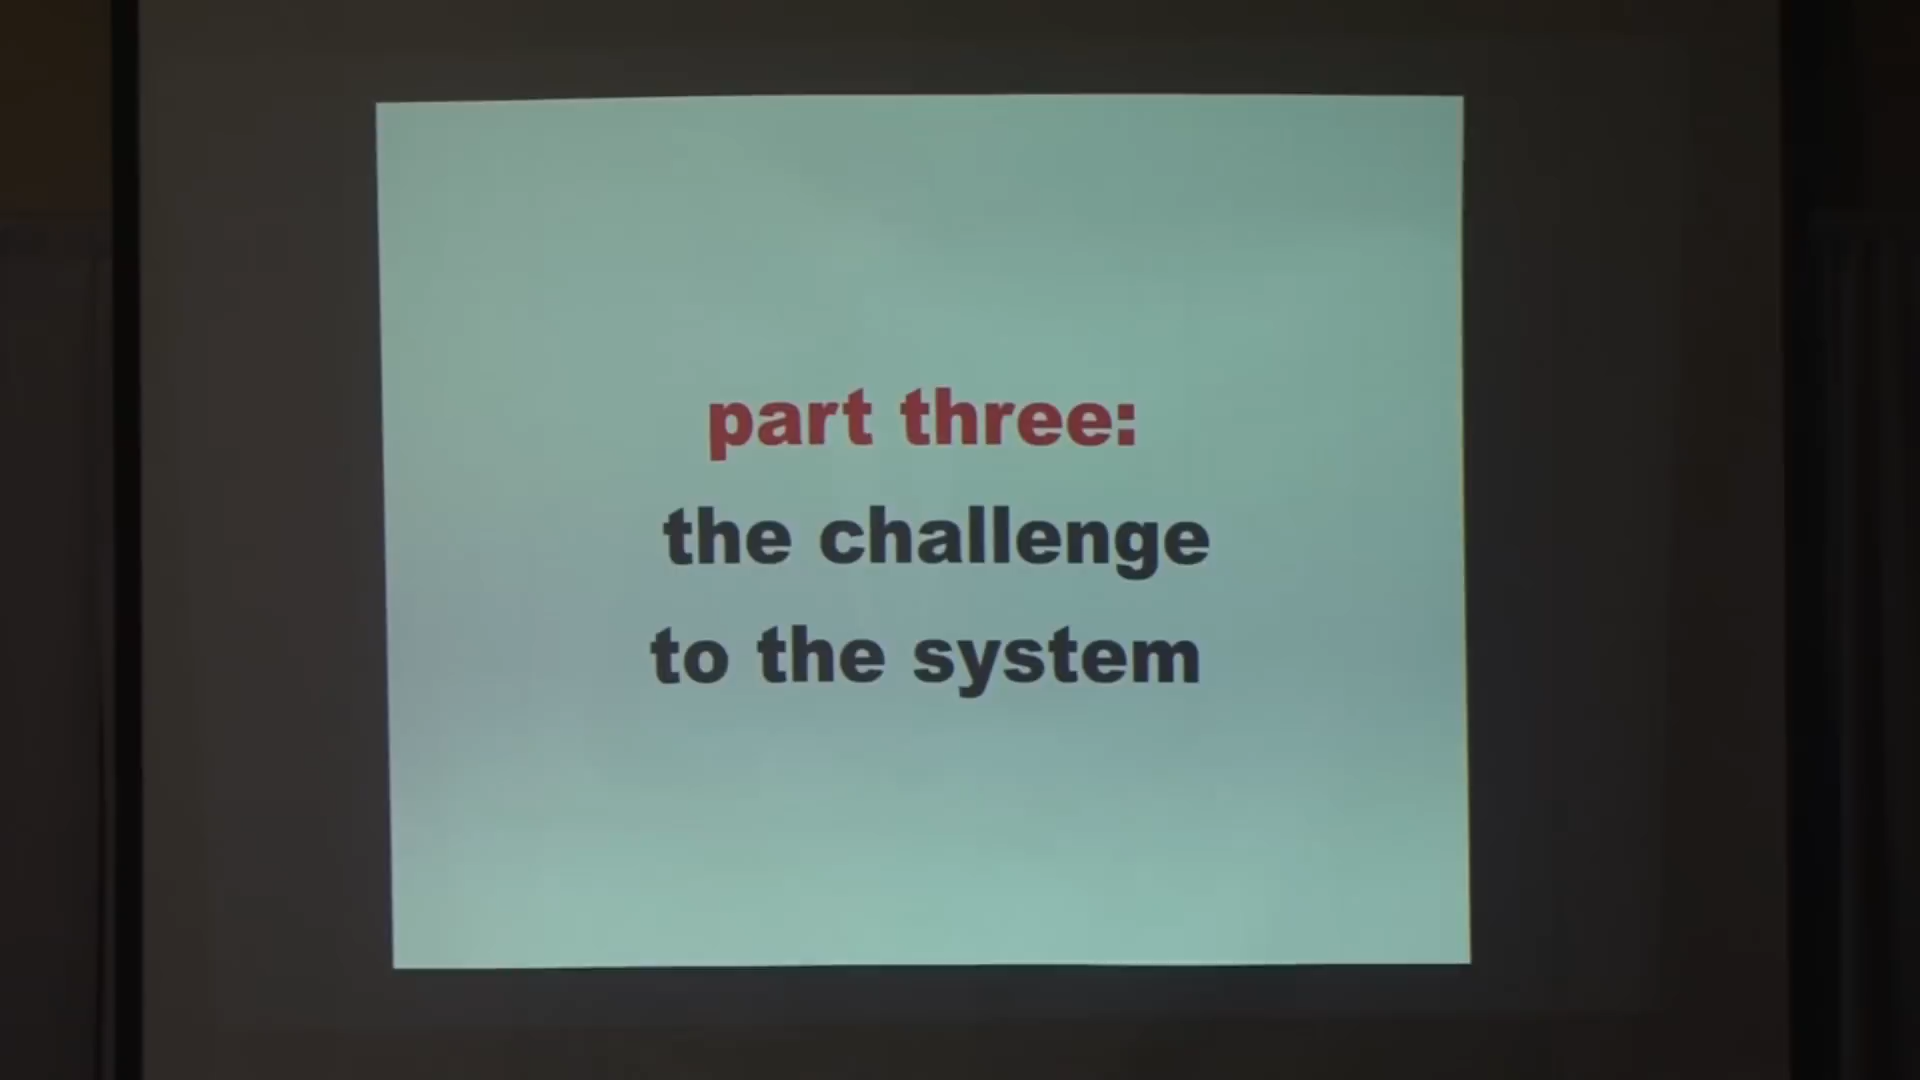 part three:
the challenge
to the system